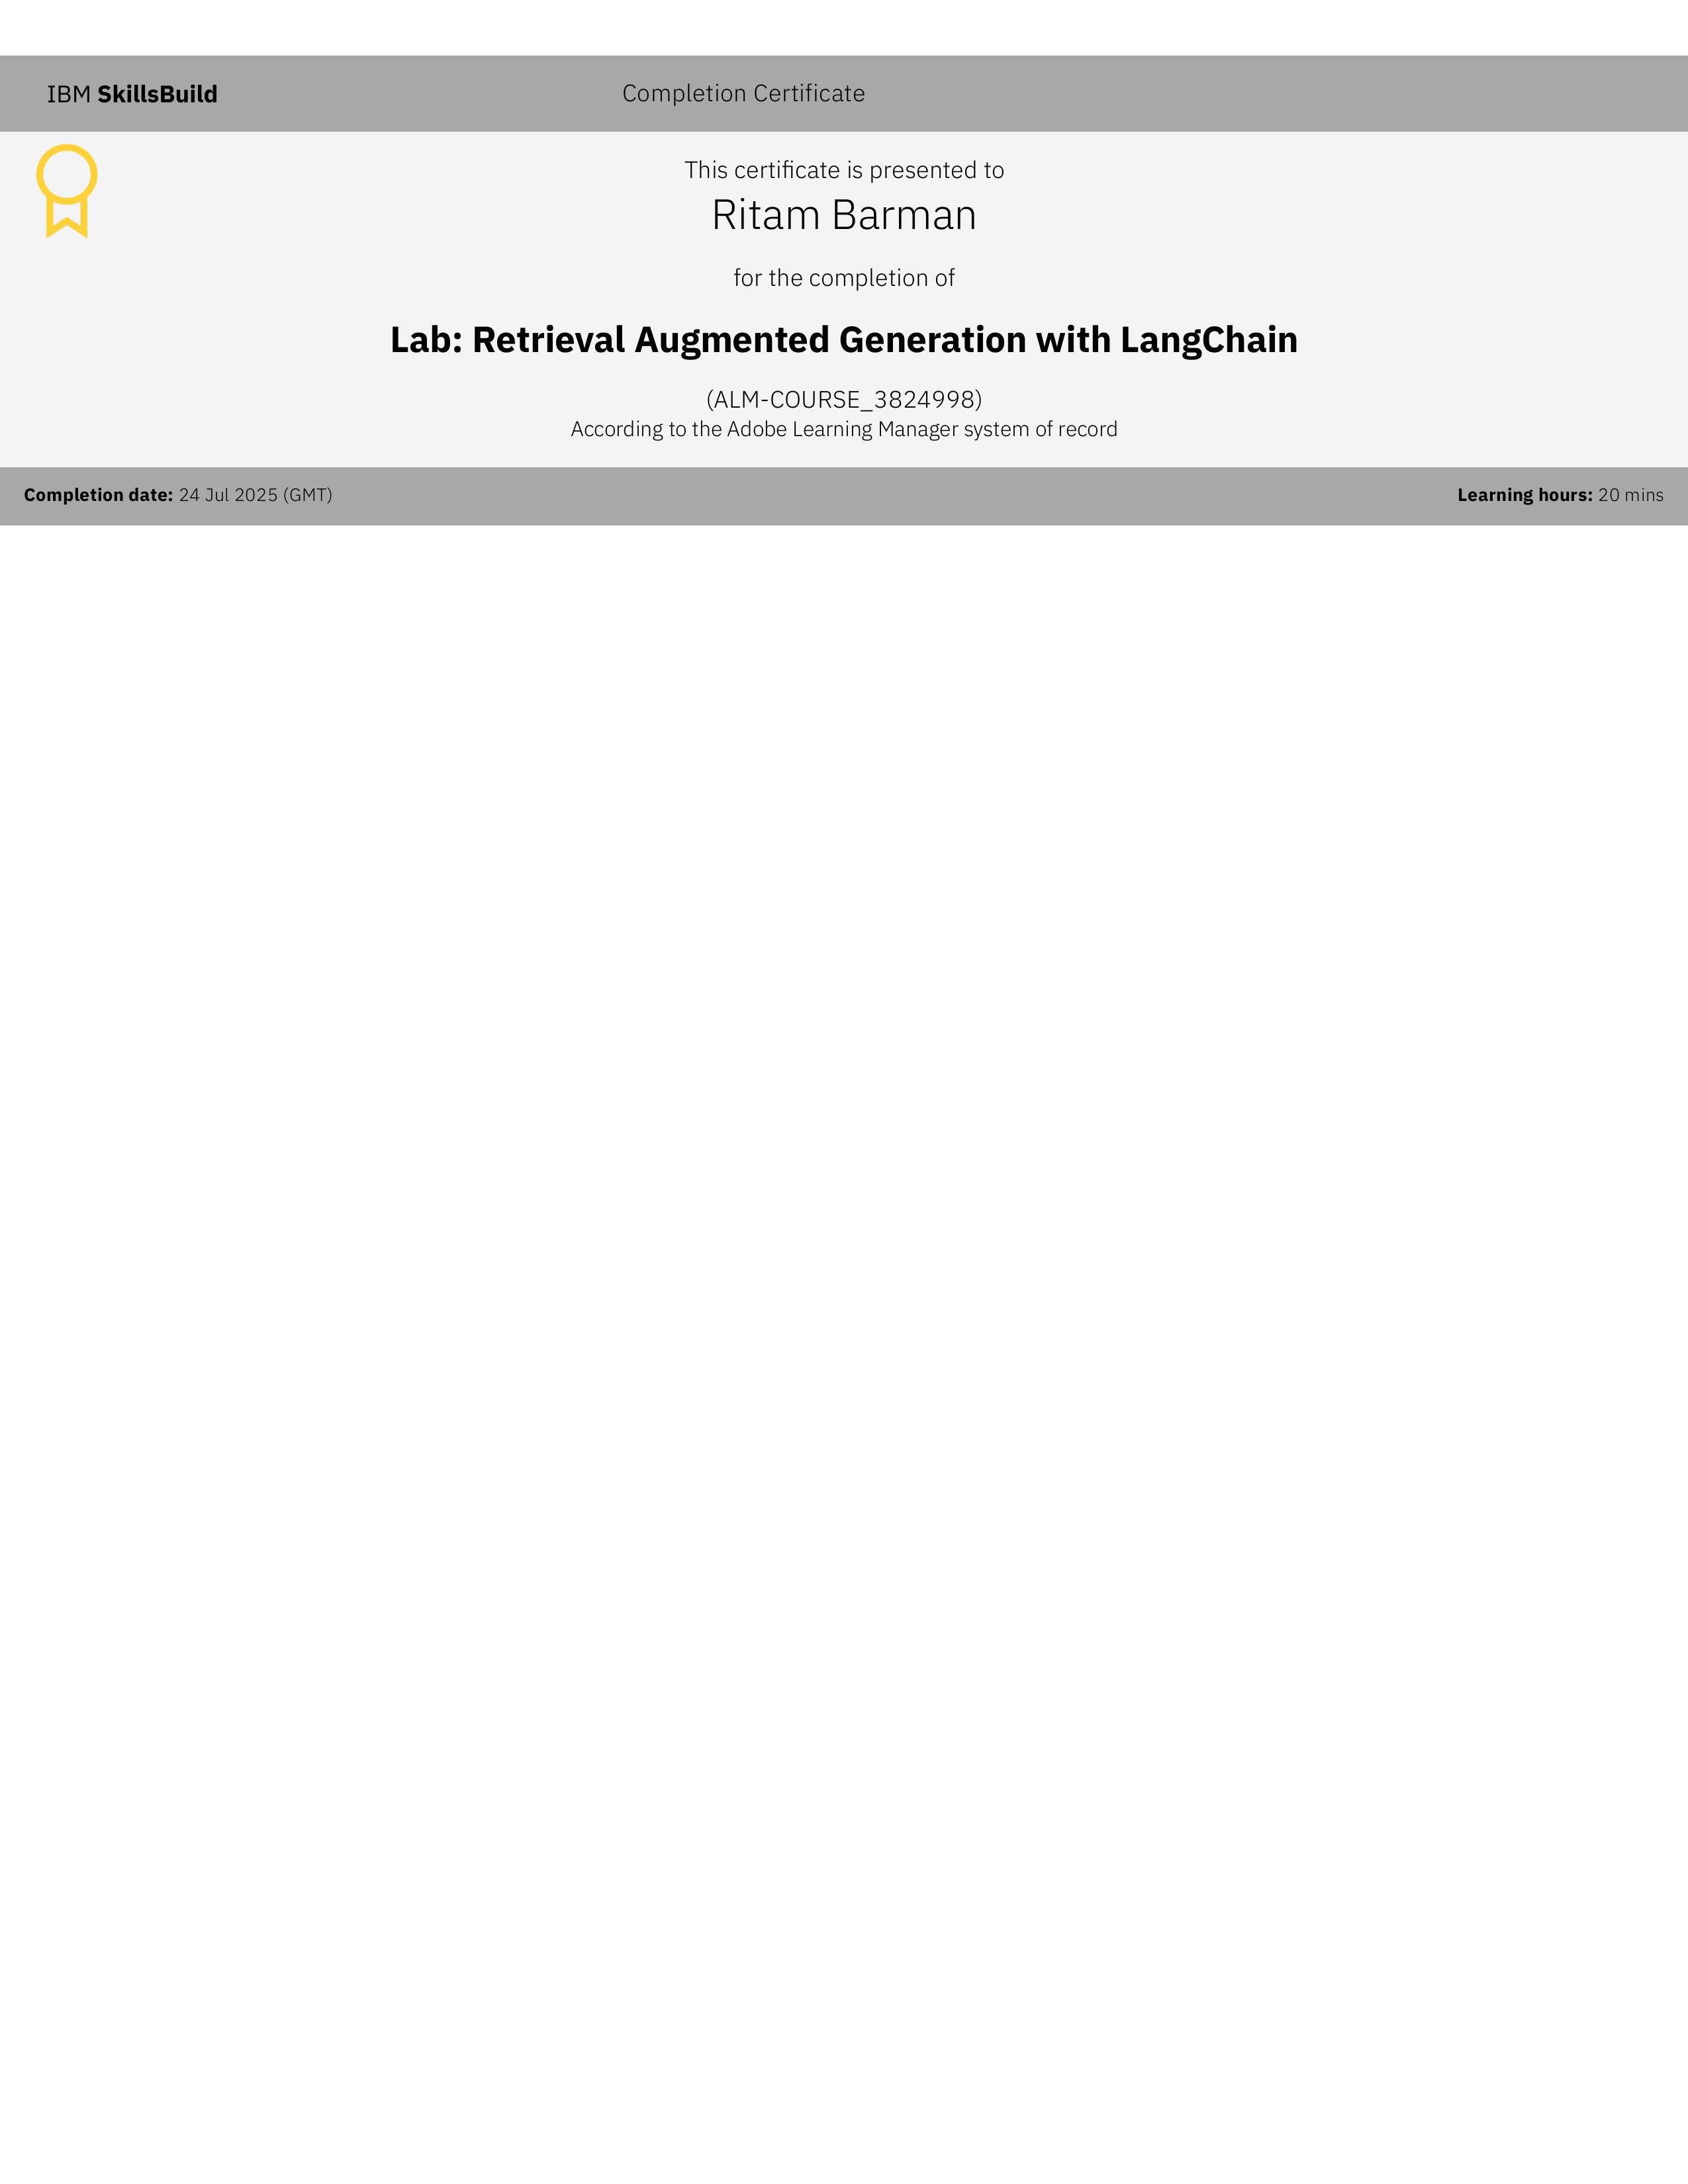 IBM SkillsBuild
Completion Certificate
This certificate is presented to
Ritam Barman
for the completion of
Lab: Retrieval Augmented Generation with LangChain
(ALM-COURSE_3824998)
According to the Adobe Learning Manager system of record
Completion date: 24 Jul 2025 (GMT)
Learning hours: 20 mins